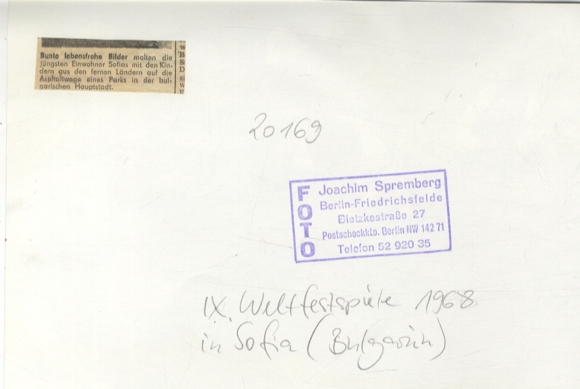 Bunte lebensfrohe Bilder malten die
jüngsten Einwohner Sofias mit den Kin-
dern aus den fernen Ländern auf die
Asphaltwege eines Parks in der bul-
garischen Hauptstadt.
20169
FOTO
Joachim Spremberg
Berlin-Friedrichsfelde
Bietzkestraße 27
Postscheckkto. Berlin NW 142 71
Telefon 52 920 35
IX. Weltfestspiele 1968
in Sofia (Bulgarien)